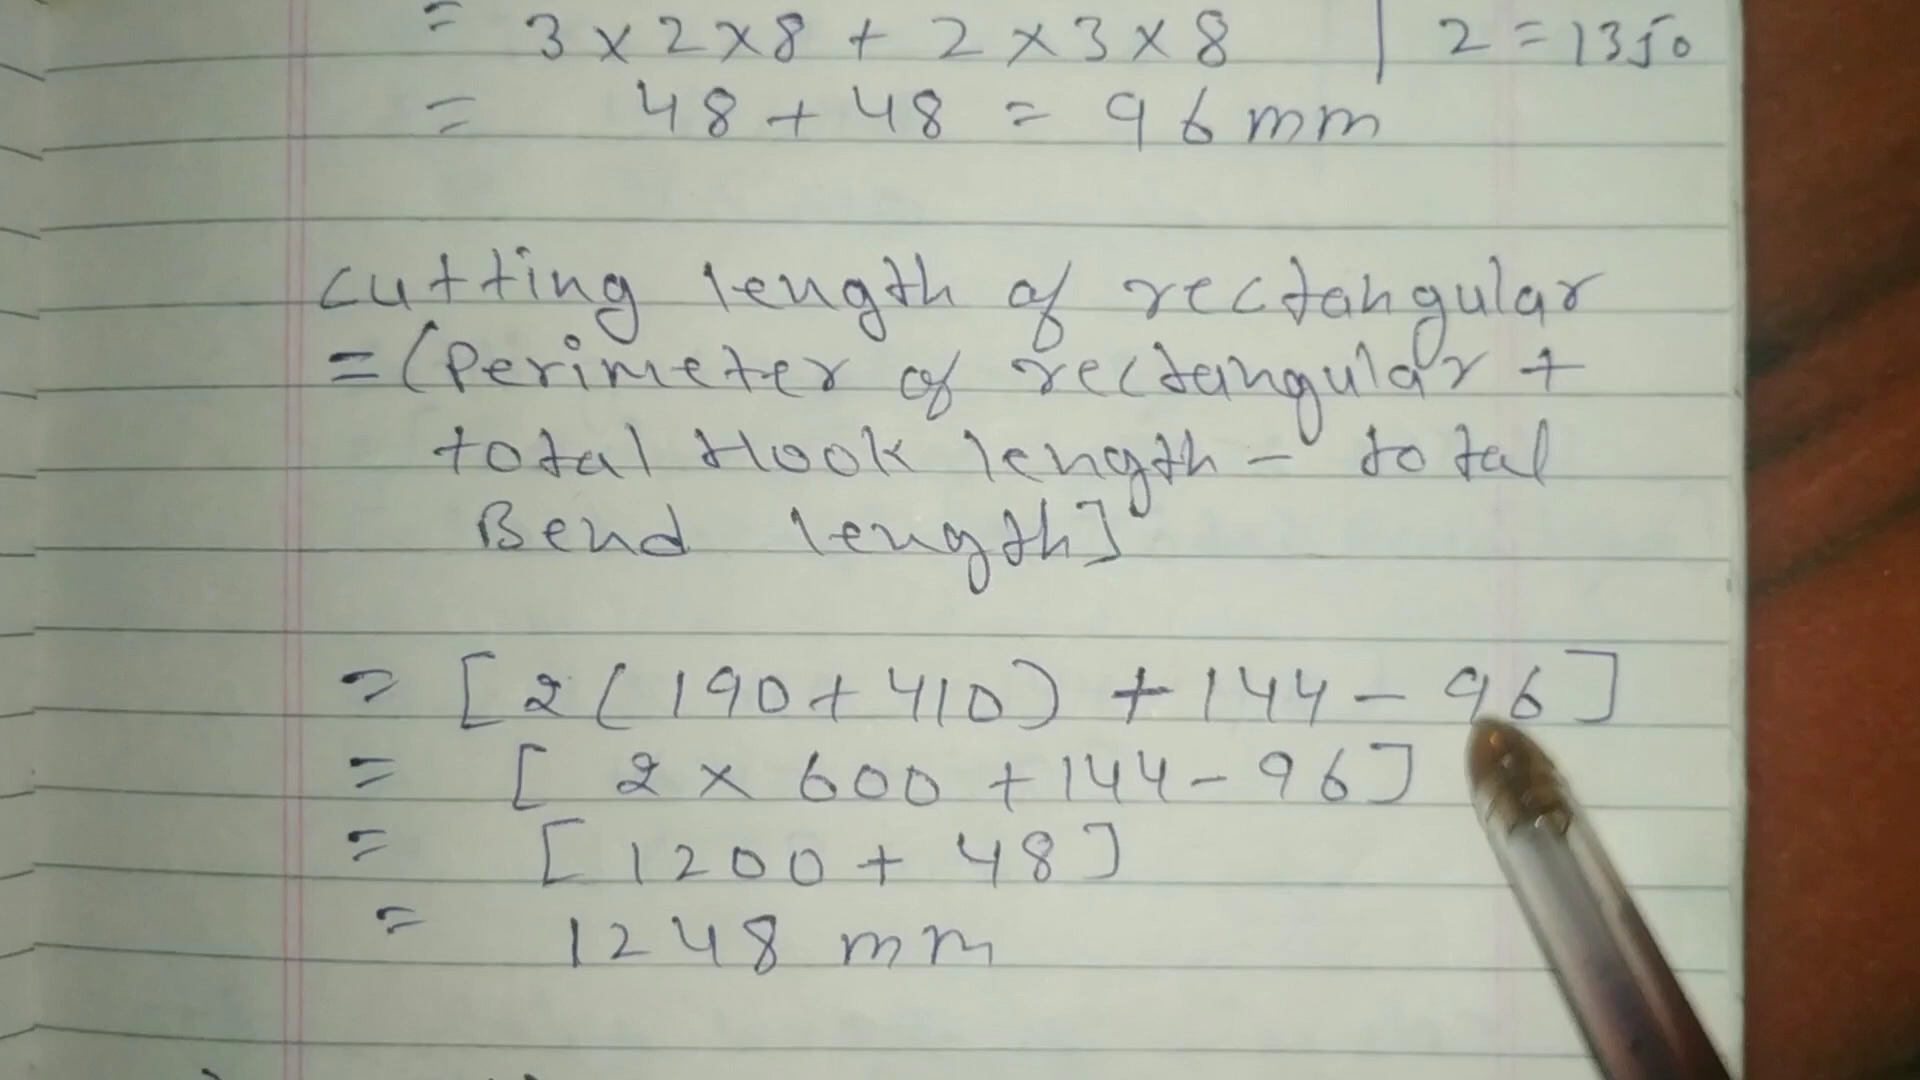 = 3 x 2 x 8 + 2 x 3 x 8 | 2 = 1350
= 48 + 48 = 96 mm
cutting length of rectangular
= (Perimeter of rectangular +
total Hook length - total
Bend length]
= [2(190+410) + 144 - 96]
= [2 x 600 + 144 - 96]
= [1200 + 48]
= 1248 mm